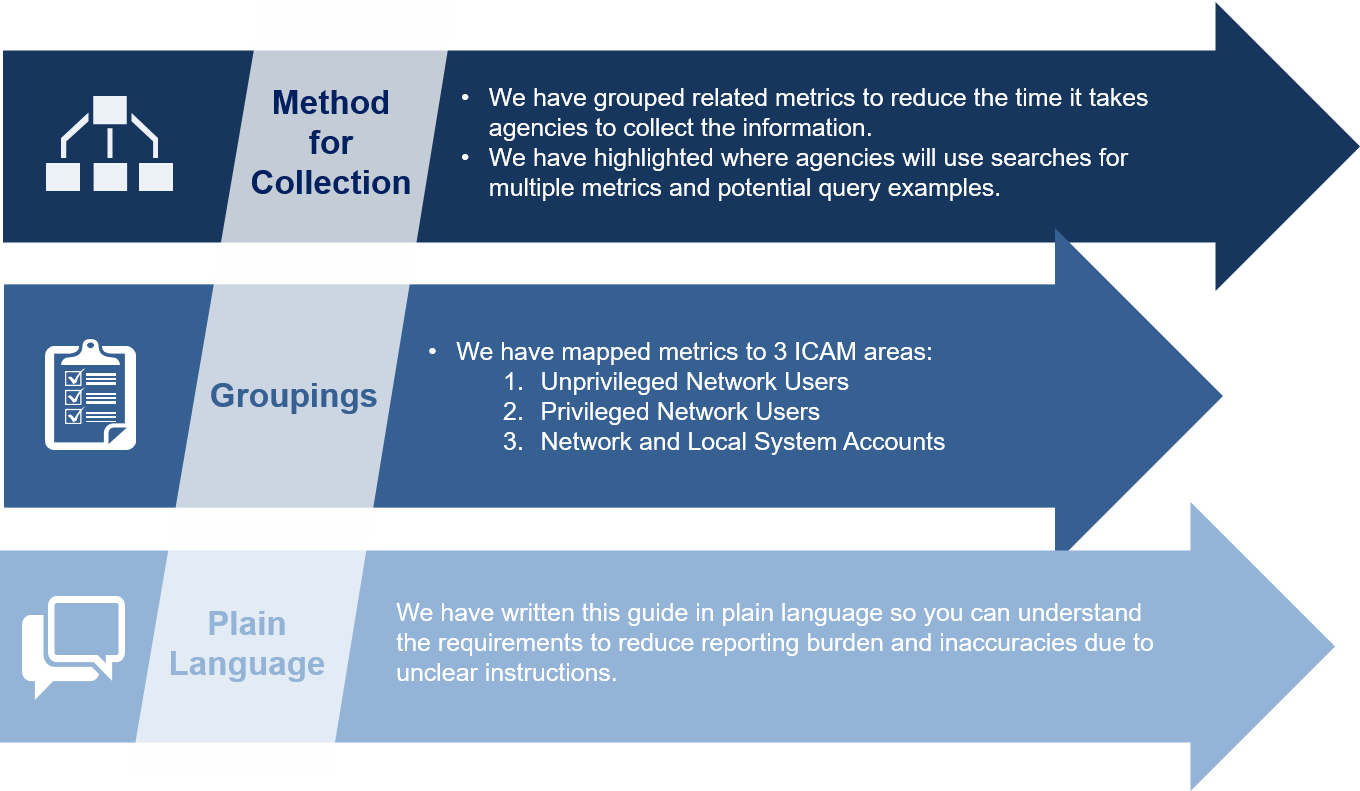 Method
for
Collection
• We have grouped related metrics to reduce the time it takes
agencies to collect the information.
• We have highlighted where agencies will use searches for
multiple metrics and potential query examples.
Groupings
• We have mapped metrics to 3 ICAM areas:
1. Unprivileged Network Users
2. Privileged Network Users
3. Network and Local System Accounts
Plain
Language
We have written this guide in plain language so you can understand
the requirements to reduce reporting burden and inaccuracies due to
unclear instructions.